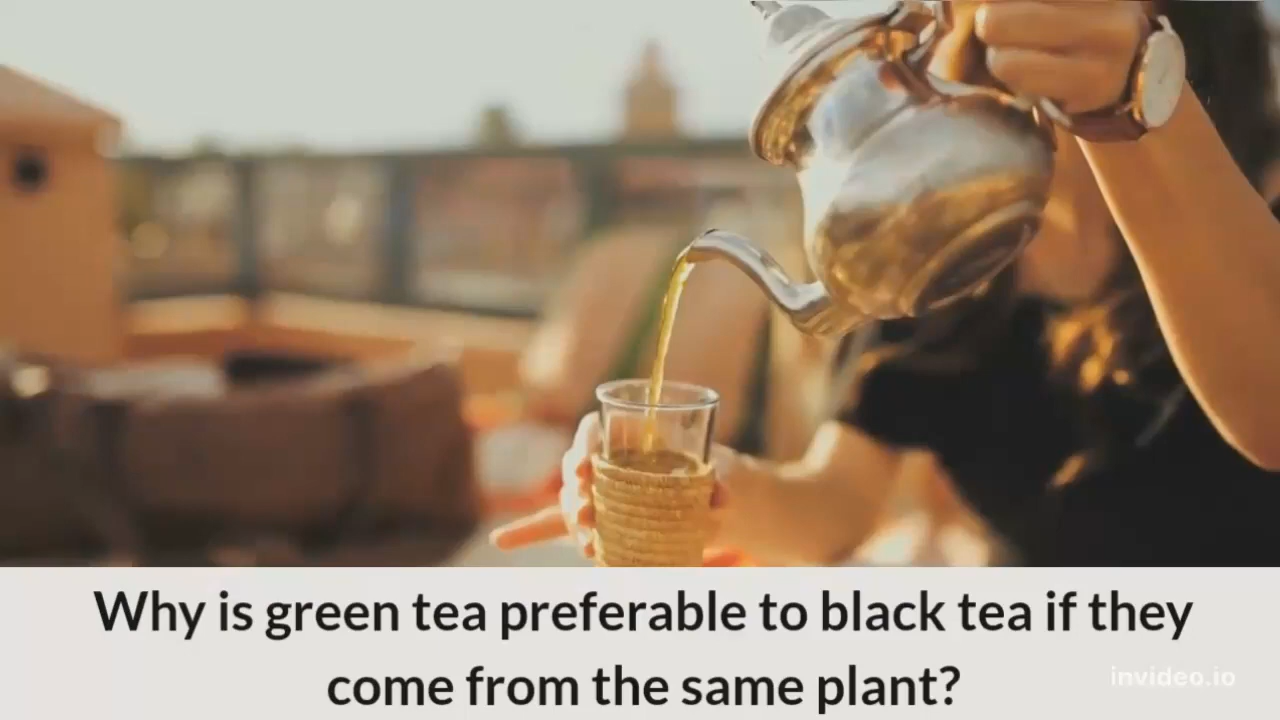 Why is green tea preferable to black tea if they
come from the same plant?
invideo.io